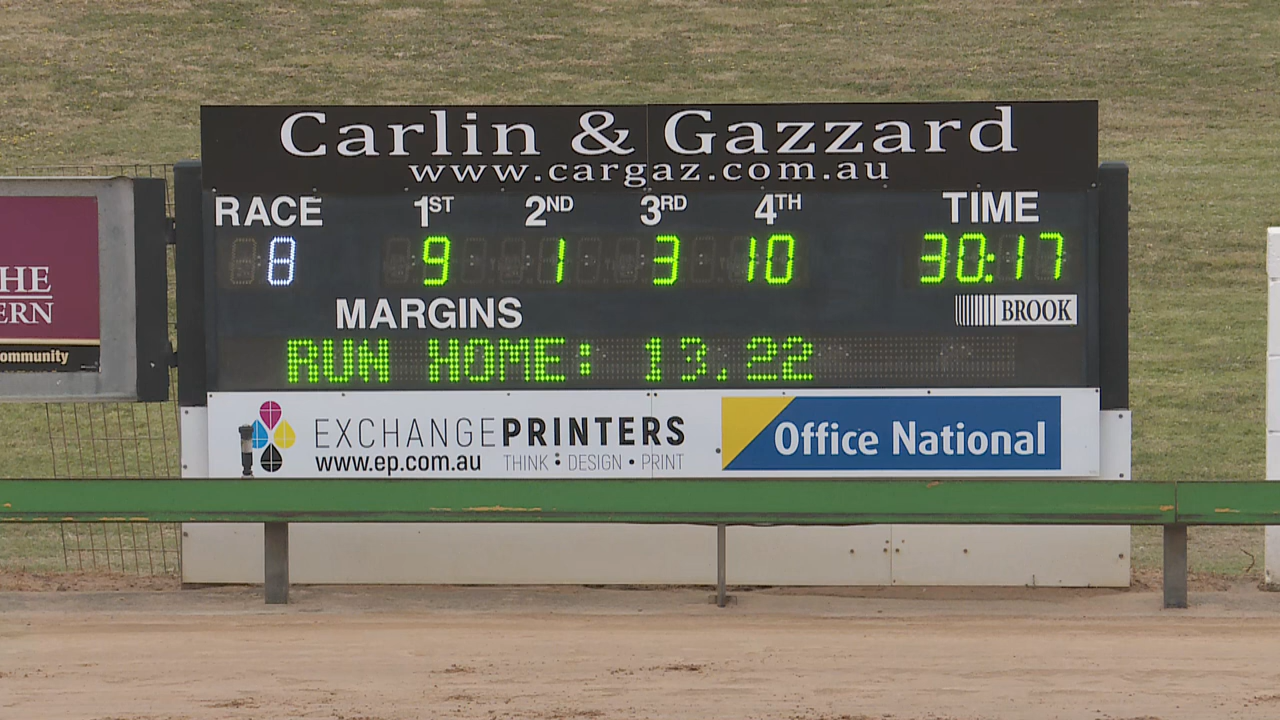 Carlin & Gazzard
www.cargaz.com.au
RACE 1ST 2ND 3RD 4TH TIME
8 9 1 3 10 30:17
MARGINS
BROOK
RUN HOME: 13.22
EXCHANGEPRINTERS
www.ep.com.au THINK • DESIGN • PRINT
Office National
HE
ERN
ommunity